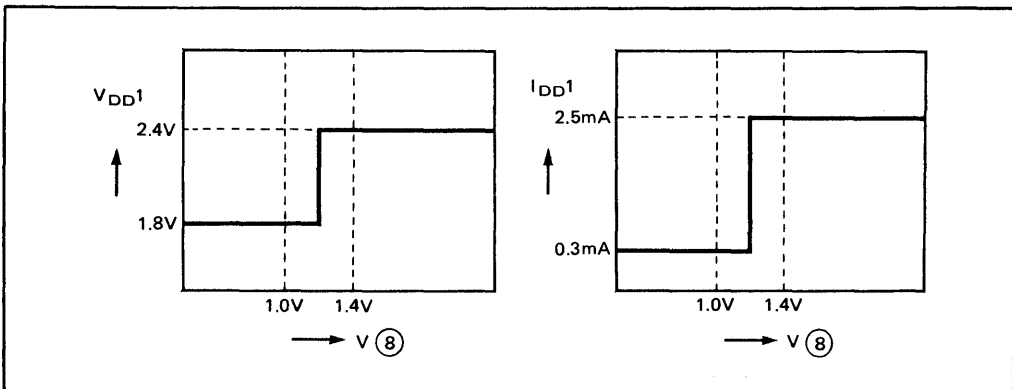 VDD1
2.4V
1.8V
1.0V 1.4V
V ⑧
IDD1
2.5mA
0.3mA
1.0V 1.4V
V ⑧